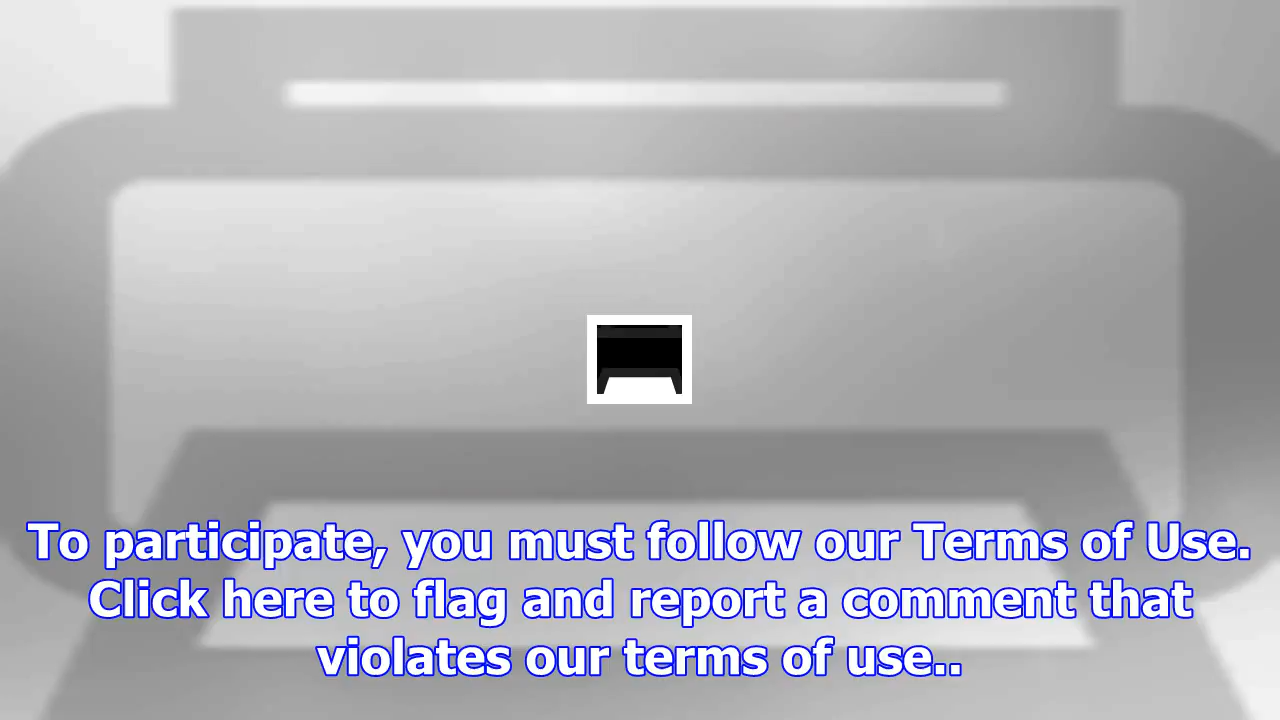 To participate, you must follow our Terms of Use.
Click here to flag and report a comment that
violates our terms of use..